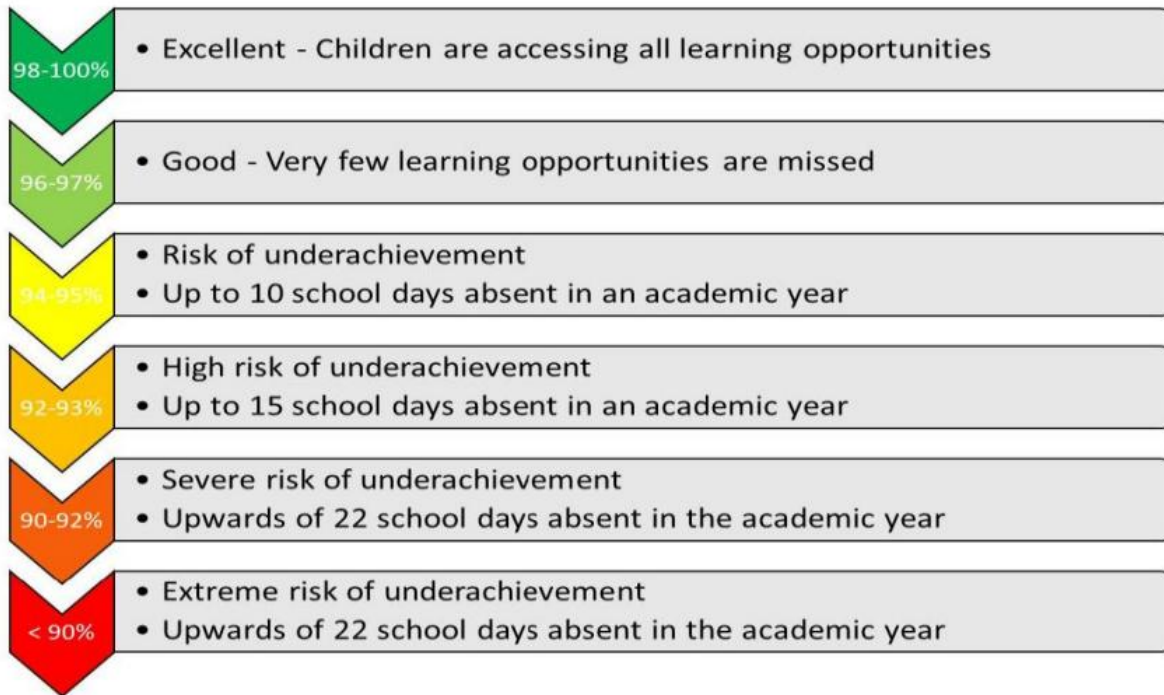 98-100%
• Excellent - Children are accessing all learning opportunities
96-97%
• Good - Very few learning opportunities are missed
94-95%
• Risk of underachievement
• Up to 10 school days absent in an academic year
92-93%
• High risk of underachievement
• Up to 15 school days absent in an academic year
90-92%
• Severe risk of underachievement
• Upwards of 22 school days absent in the academic year
< 90%
• Extreme risk of underachievement
• Upwards of 22 school days absent in the academic year